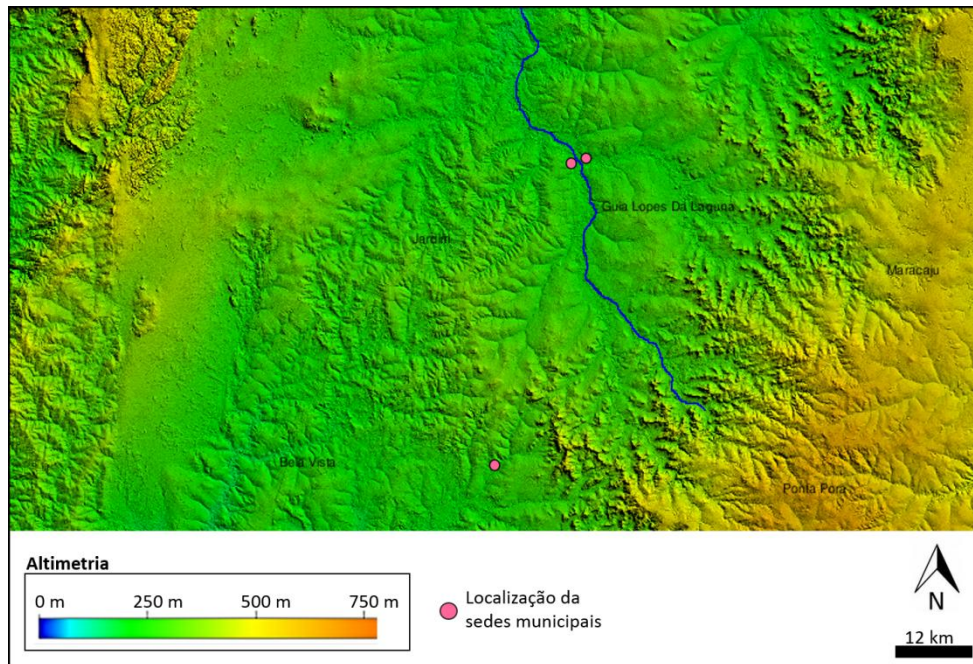 Guia Lopes Da Laguna
Jardim
Maracaju
Bela Vista
Ponta Pora
Altimetria
0 m 250 m 500 m 750 m
Localização da
sedes municipais
N
12 km